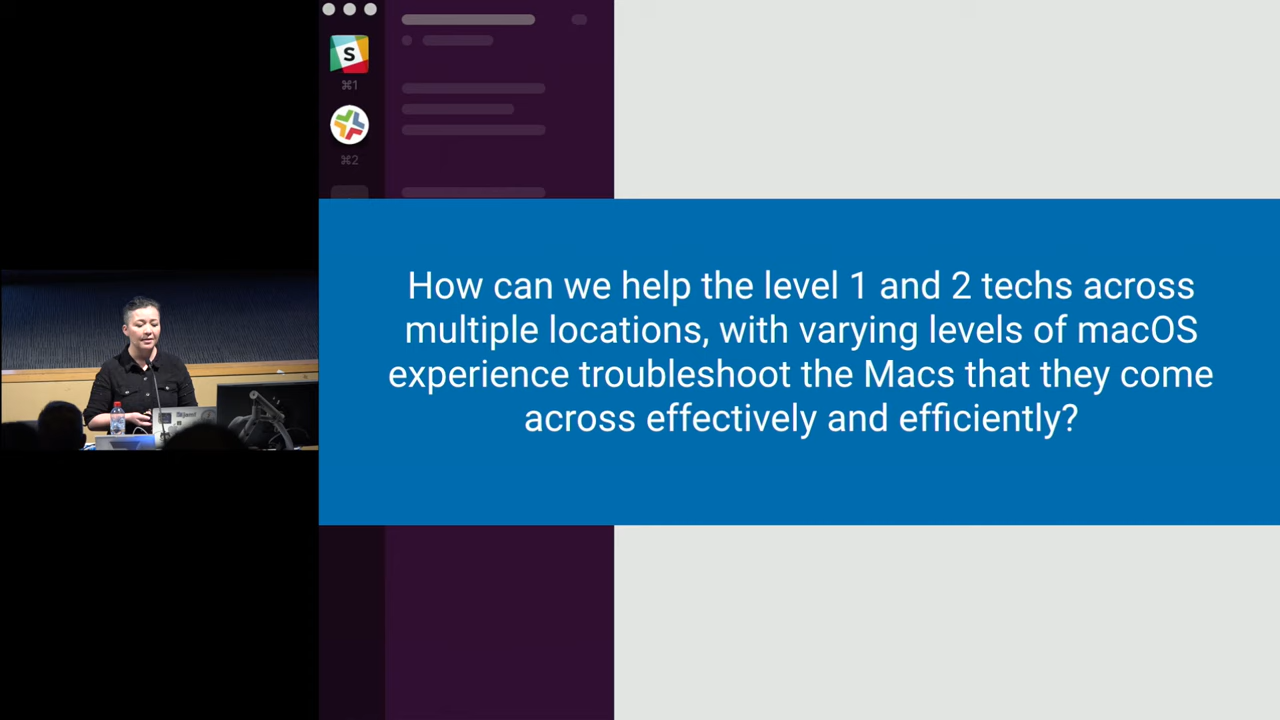 S
⌘1
⌘2
How can we help the level 1 and 2 techs across
multiple locations, with varying levels of macOS
experience troubleshoot the Macs that they come
across effectively and efficiently?